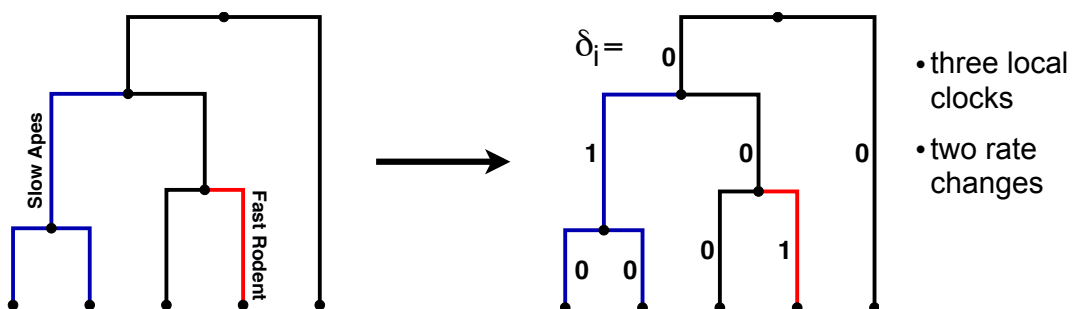 Slow Apes
Fast Rodent
δi=
0
1
0
0
0
0
0
1
• three local
clocks
• two rate
changes